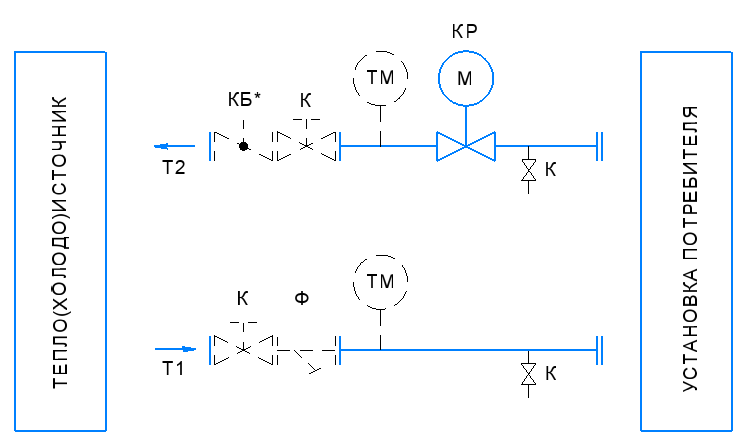 КР
ТМ
М
КБ*
К
Т2
К
ТЕПЛО(ХОЛОДО)ИСТОЧНИК
УСТАНОВКА ПОТРЕБИТЕЛЯ
ТМ
К
Ф
Т1
К